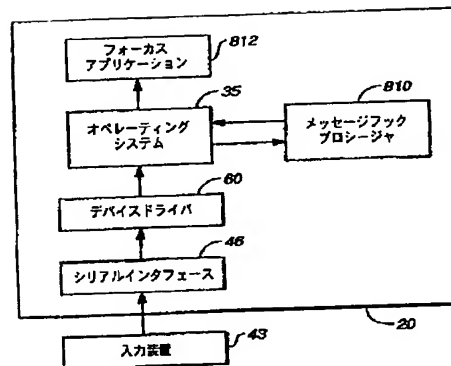 フォーカス
アプリケーション
812
オペレーティング
システム
35
メッセージフック
プロシージャ
810
デバイスドライバ
60
シリアルインタフェース
46
入力装置
43
20